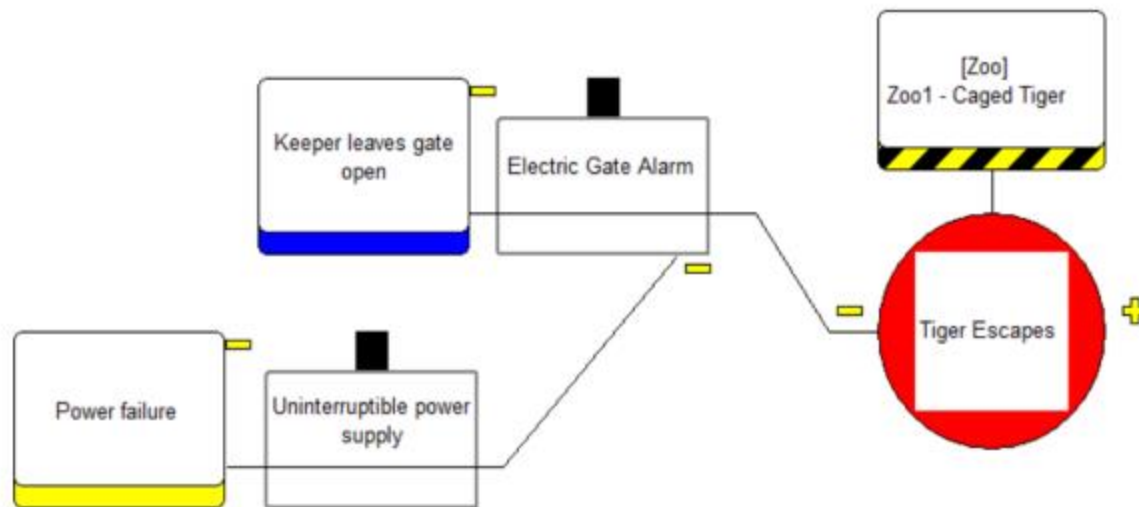 [Zoo]
Zoo1 - Caged Tiger
Keeper leaves gate
open
Electric Gate Alarm
Tiger Escapes
Power failure
Uninterruptible power
supply